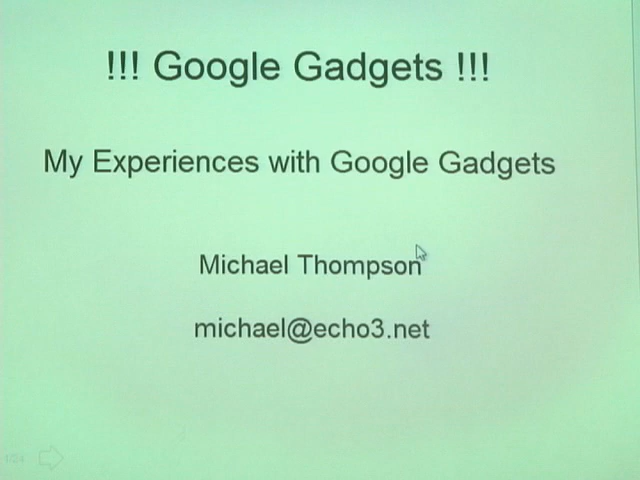 !!! Google Gadgets !!!
My Experiences with Google Gadgets
Michael Thompson
michael@echo3.net